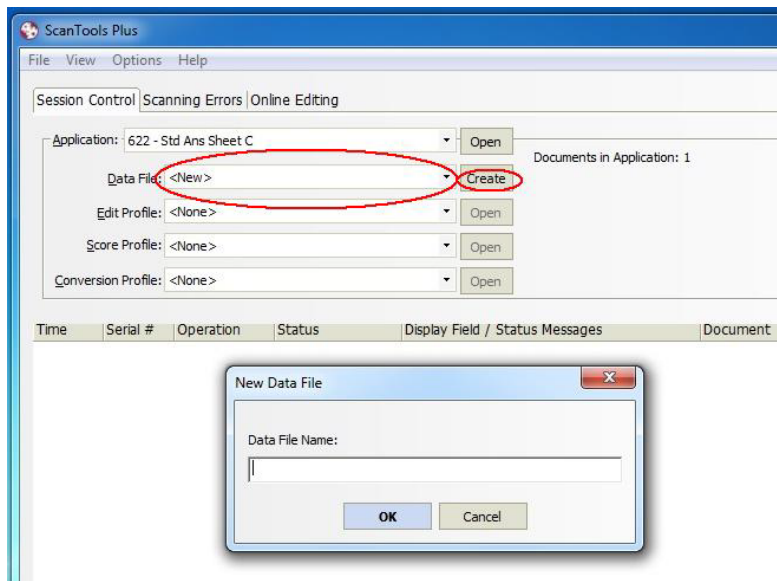 ScanTools Plus
File View Options Help
Session Control Scanning Errors Online Editing
Application: 622 - Std Ans Sheet C Open
Documents in Application: 1
Data File: <New> Create
Edit Profile: <None> Open
Score Profile: <None> Open
Conversion Profile: <None> Open
Time Serial # Operation Status Display Field / Status Messages Document
New Data File
Data File Name:
OK Cancel